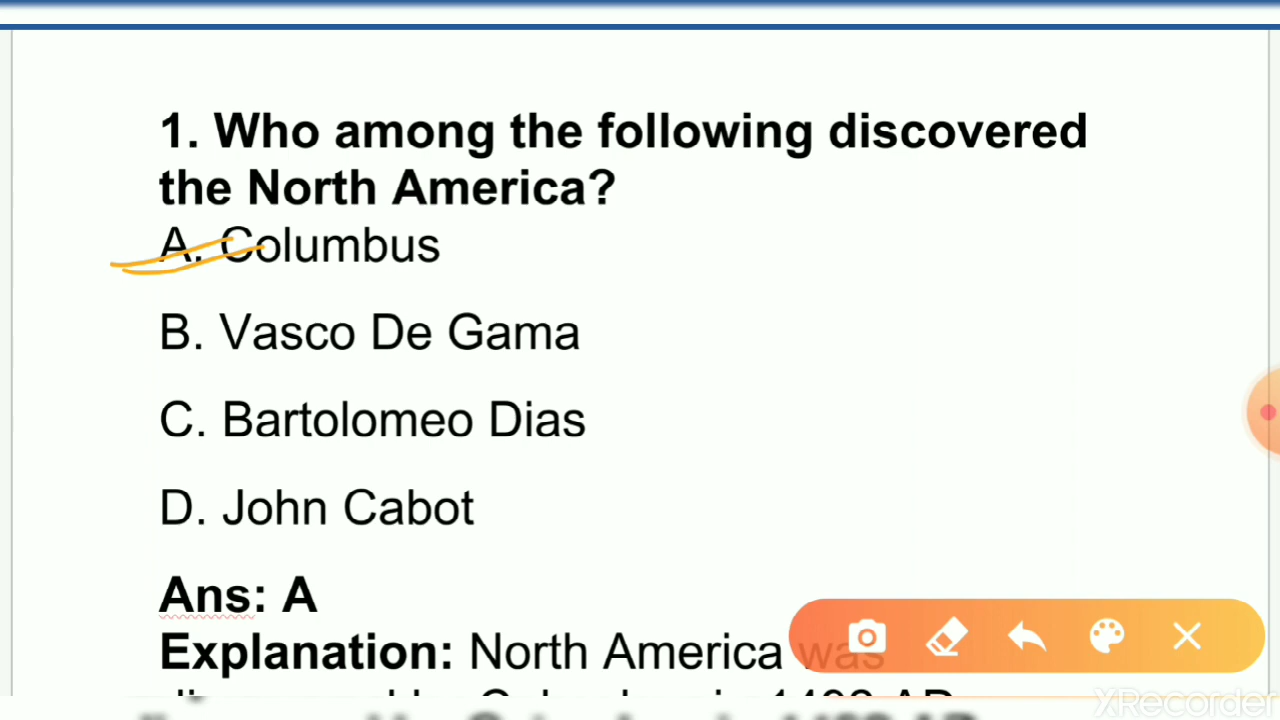 1. Who among the following discovered
the North America?
A. Columbus
B. Vasco De Gama
C. Bartolomeo Dias
D. John Cabot
Ans: A
Explanation: North America was
XRecorder